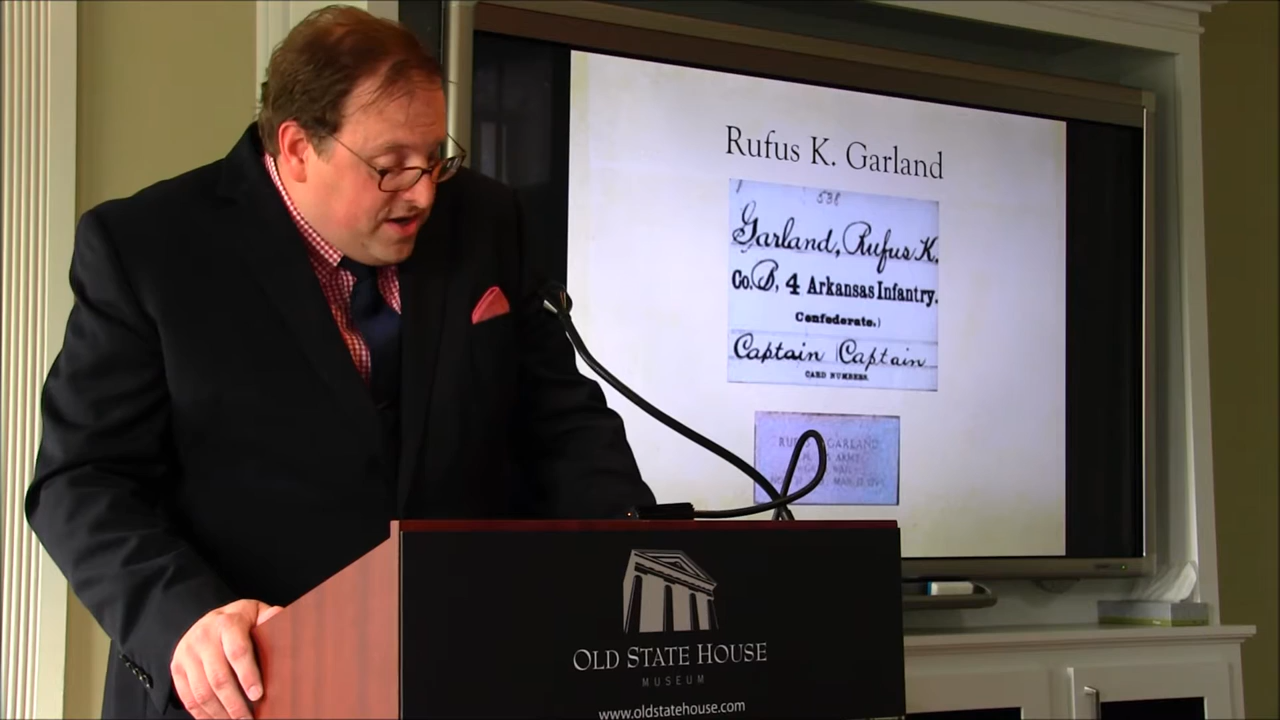 Rufus K. Garland
538
Garland, Rufus K.
Co. B, 4 Arkansas Infantry.
Confederate.)
Captain Captain
CARD NUMBERS.
GARLAND
OLD STATE HOUSE
MUSEUM
www.oldstatehouse.com